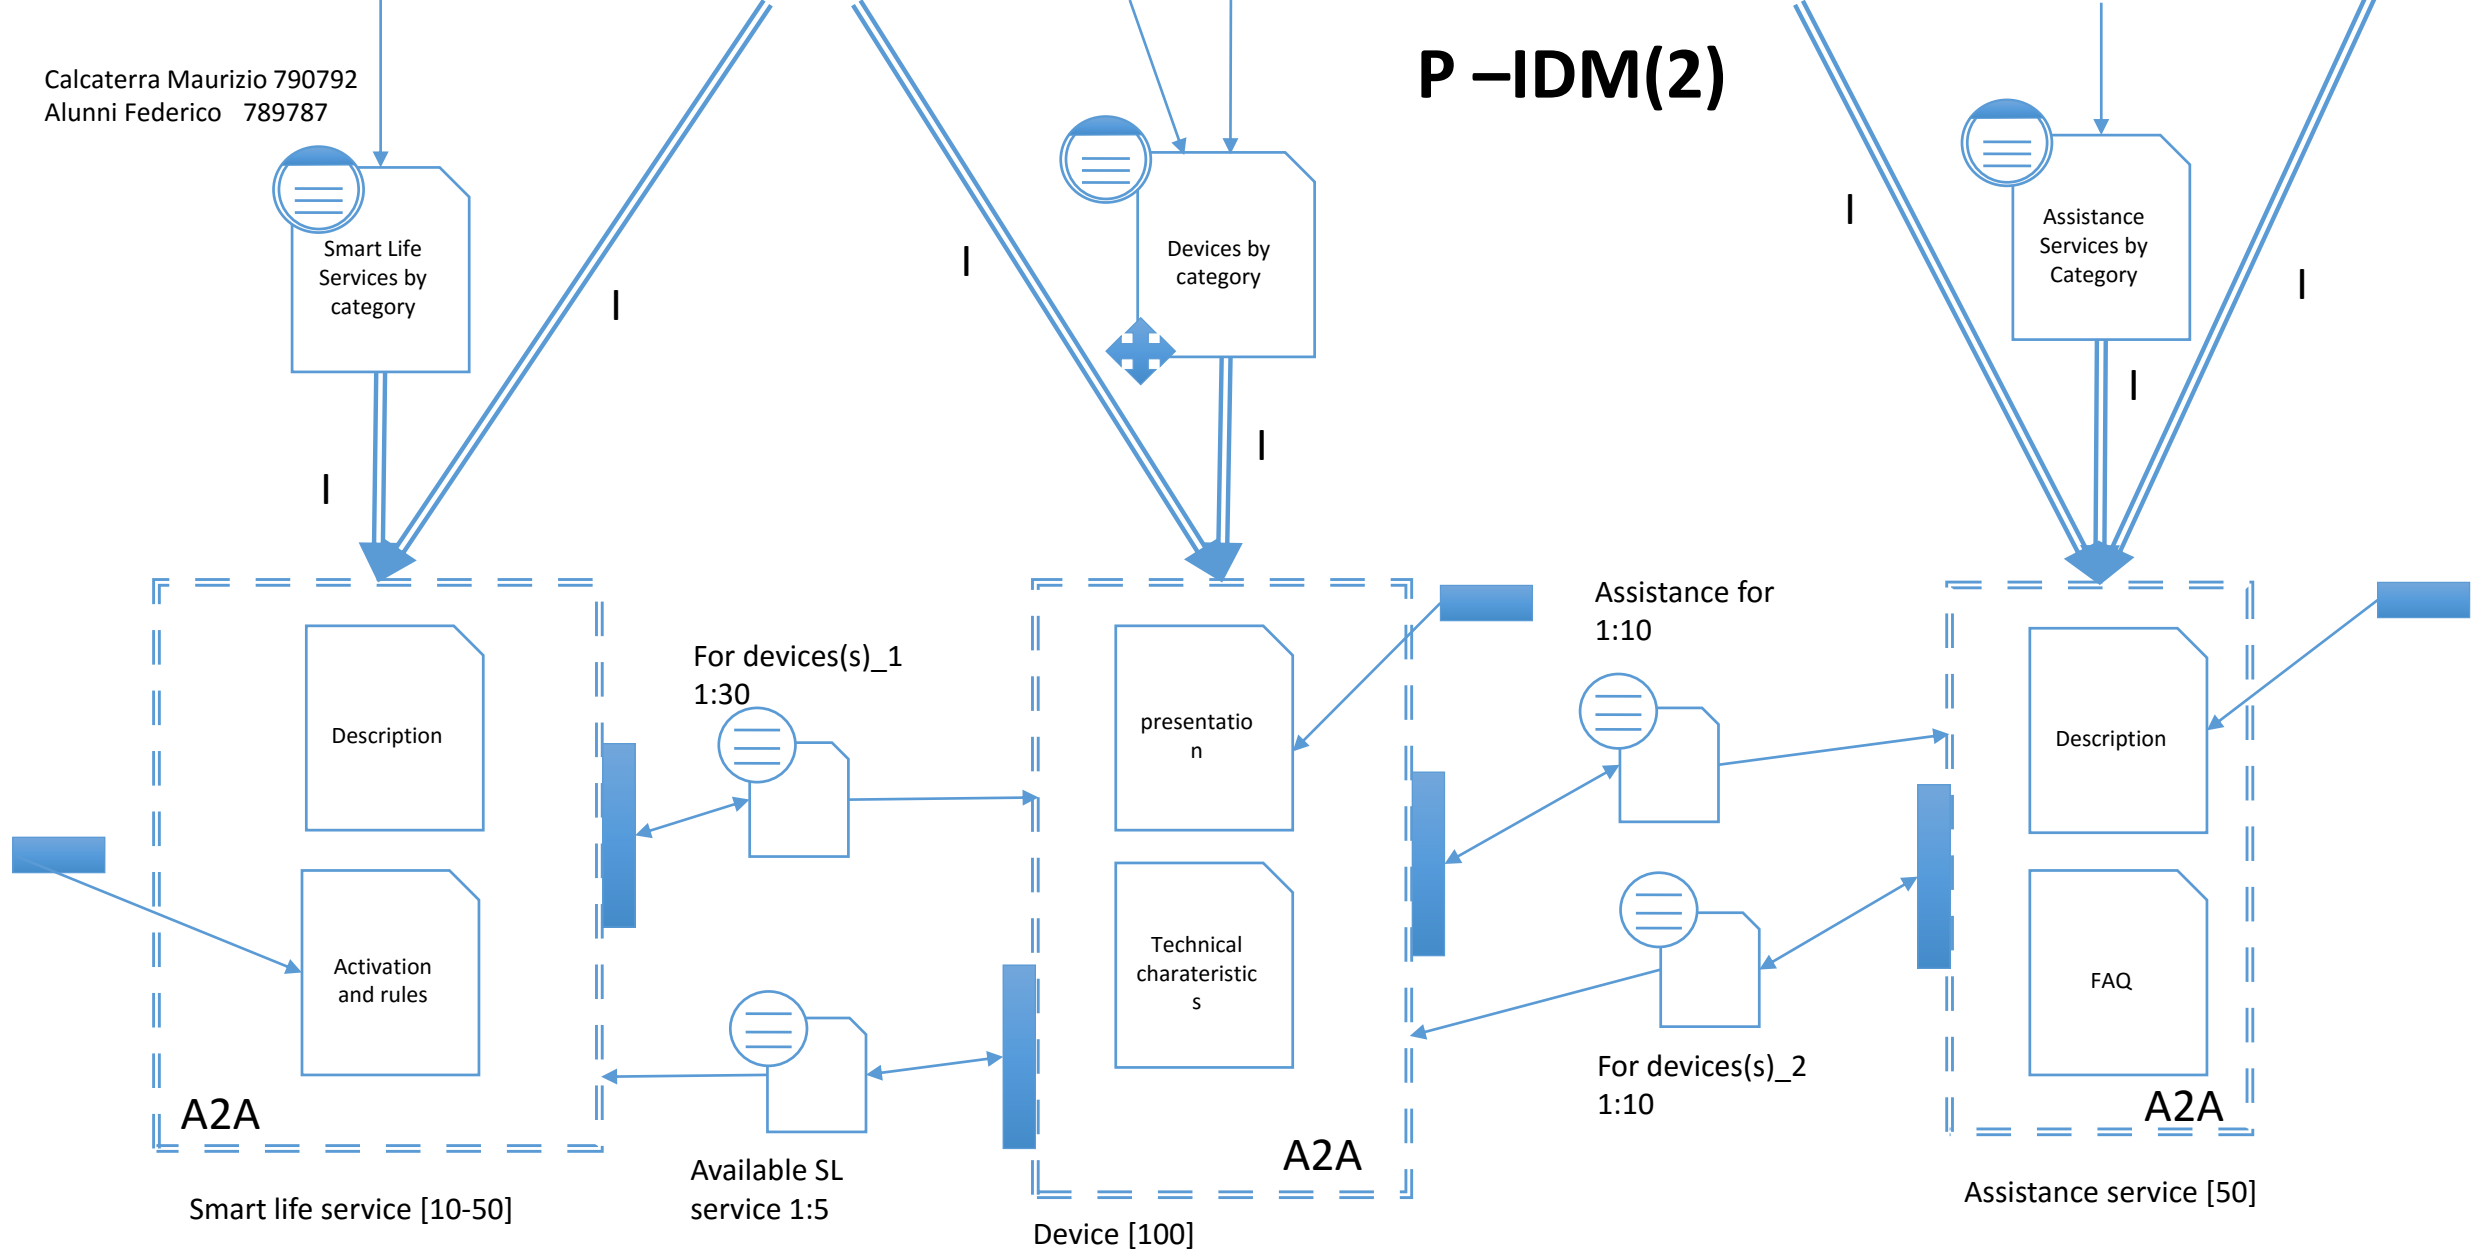 P –IDM(2)
Calcaterra Maurizio 790792
Alunni Federico 789787
Smart Life
Services by
category
Devices by
category
Assistance
Services by
Category
I
I
I
I
I
I
I
Description
Activation
and rules
A2A
Smart life service [10-50]
For devices(s)_1
1:30
Available SL
service 1:5
presentatio
n
Technical
charateristic
s
A2A
Device [100]
Assistance for
1:10
For devices(s)_2
1:10
Description
FAQ
A2A
Assistance service [50]